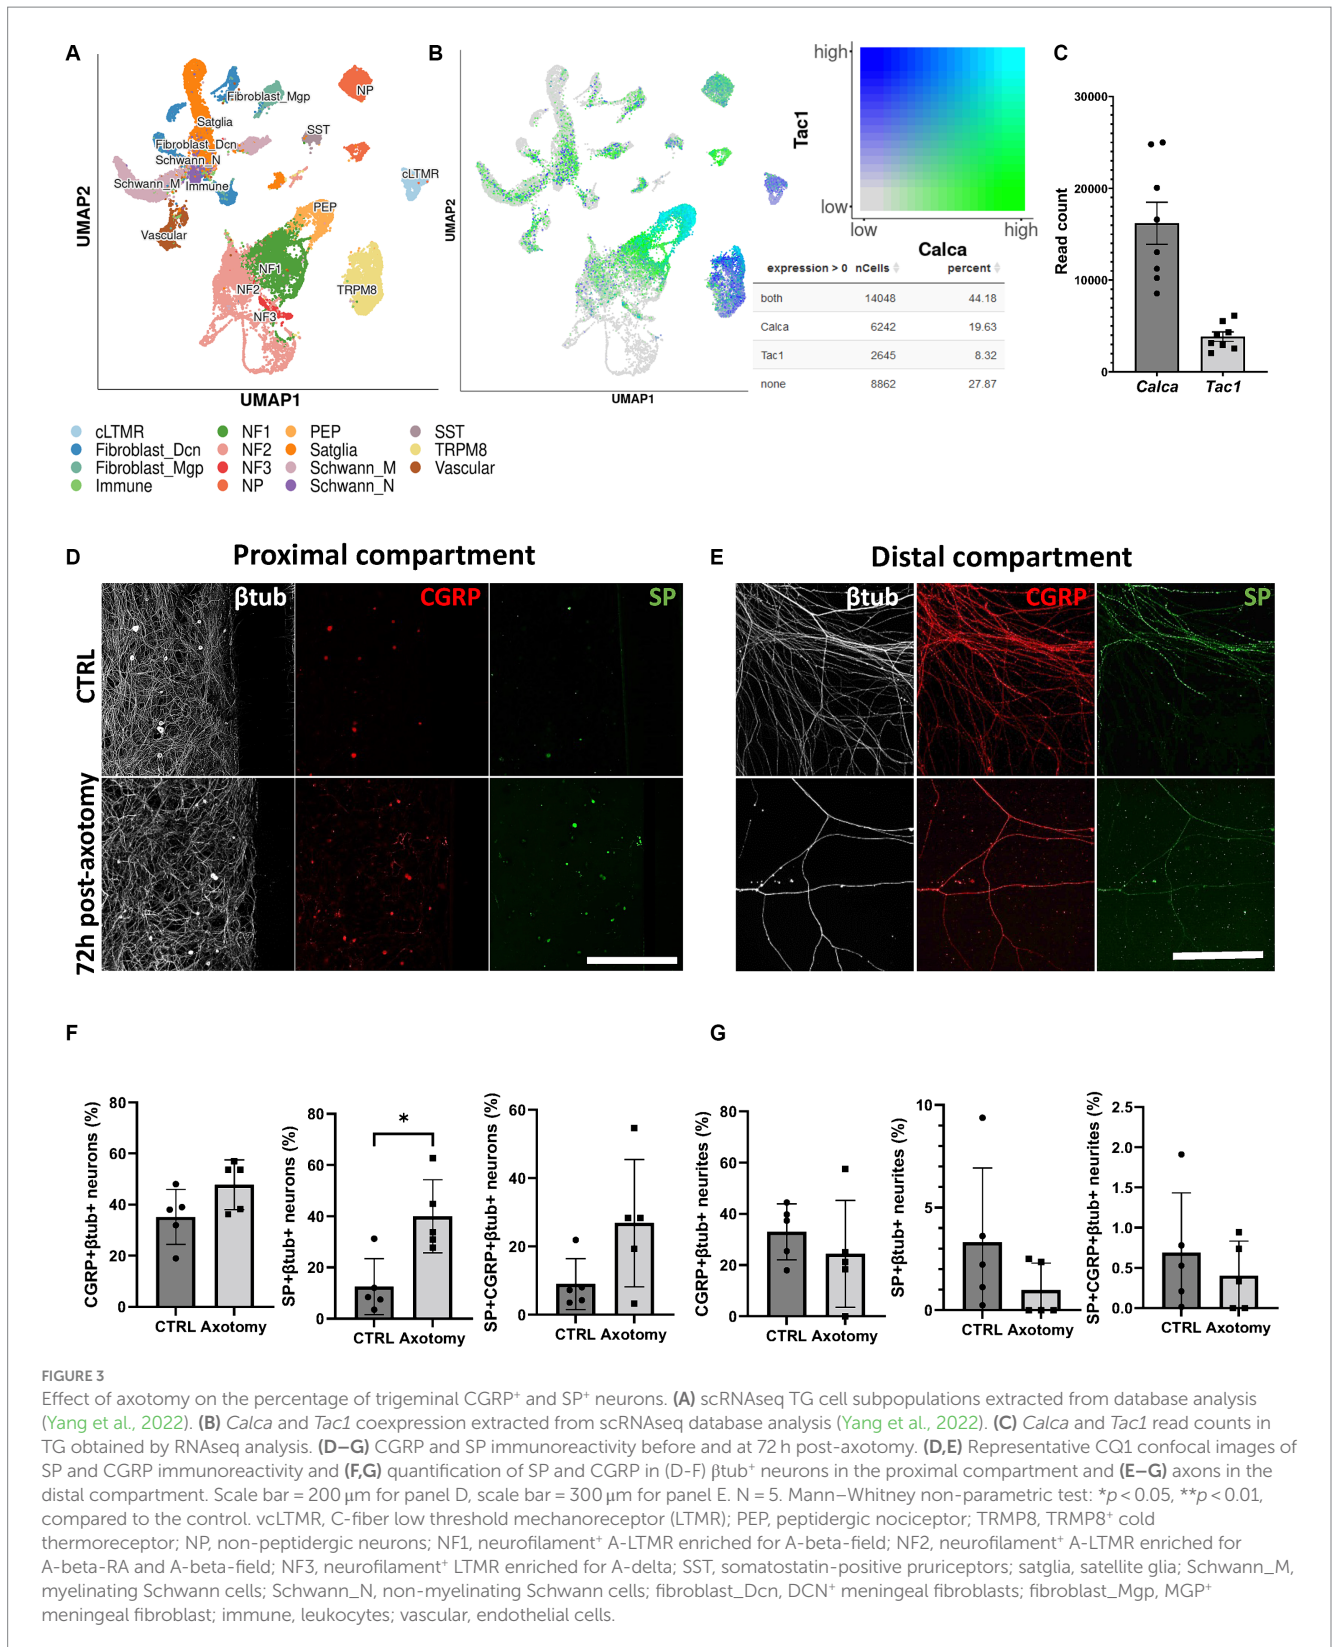 A
B
C
UMAP2
UMAP1
Fibroblast_Mgp
NP
Satglia
SST
Fibroblast_Dcn
Schwann_N
Schwann_M
Immune
cLTMR
Vascular
PEP
NF1
NF2
NF3
TRPM8
UMAP2
UMAP1
high
Tac1
low
low
high
Calca
expression > 0 nCells percent
both 14048 44.18
Calca 6242 19.63
Tac1 2645 8.32
none 8862 27.87
Read count
30000
20000
10000
0
Calca Tac1
cLTMR NF1 PEP SST
Fibroblast_Dcn NF2 Satglia TRPM8
Fibroblast_Mgp NF3 Schwann_M Vascular
Immune NP Schwann_N
D
Proximal compartment
βtub CGRP SP
CTRL
72h post-axotomy
E
Distal compartment
βtub CGRP SP
F
CGRP+βtub+ neurons (%)
80
60
40
20
0
CTRL Axotomy
SP+βtub+ neurons (%)
80
60
40
20
0
*
CTRL Axotomy
SP+CGRP+βtub+ neurons (%)
60
40
20
0
CTRL Axotomy
G
CGRP+βtub+ neurites (%)
80
60
40
20
0
CTRL Axotomy
SP+βtub+ neurites (%)
10
5
0
CTRL Axotomy
SP+CGRP+βtub+ neurites (%)
2.5
2.0
1.5
1.0
0.5
0.0
CTRL Axotomy
FIGURE 3
Effect of axotomy on the percentage of trigeminal CGRP⁺ and SP⁺ neurons. (A) scRNAseq TG cell subpopulations extracted from database analysis
(Yang et al., 2022). (B) Calca and Tac1 coexpression extracted from scRNAseq database analysis (Yang et al., 2022). (C) Calca and Tac1 read counts in
TG obtained by RNAseq analysis. (D–G) CGRP and SP immunoreactivity before and at 72 h post-axotomy. (D,E) Representative CQ1 confocal images of
SP and CGRP immunoreactivity and (F,G) quantification of SP and CGRP in (D-F) βtub⁺ neurons in the proximal compartment and (E–G) axons in the
distal compartment. Scale bar = 200 μm for panel D, scale bar = 300 μm for panel E. N = 5. Mann–Whitney non-parametric test: *p < 0.05, **p < 0.01,
compared to the control. vcLTMR, C-fiber low threshold mechanoreceptor (LTMR); PEP, peptidergic nociceptor; TRMP8, TRMP8⁺ cold
thermoreceptor; NP, non-peptidergic neurons; NF1, neurofilament⁺ A-LTMR enriched for A-beta-field; NF2, neurofilament⁺ A-LTMR enriched for
A-beta-RA and A-beta-field; NF3, neurofilament⁺ LTMR enriched for A-delta; SST, somatostatin-positive pruriceptors; satglia, satellite glia; Schwann_M,
myelinating Schwann cells; Schwann_N, non-myelinating Schwann cells; fibroblast_Dcn, DCN⁺ meningeal fibroblasts; fibroblast_Mgp, MGP⁺
meningeal fibroblast; immune, leukocytes; vascular, endothelial cells.